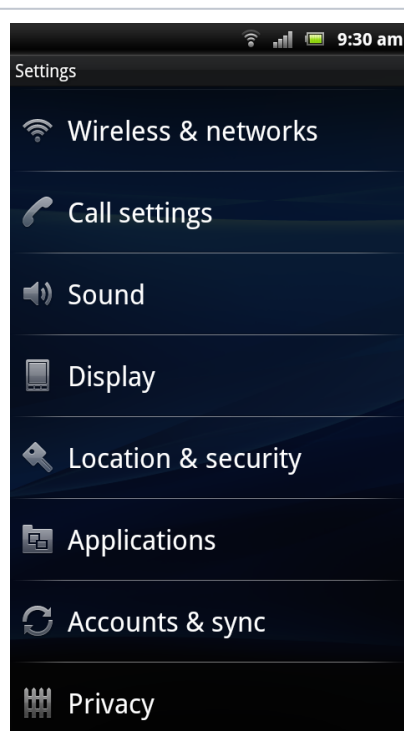 9:30 am
Settings
Wireless & networks
Call settings
Sound
Display
Location & security
Applications
Accounts & sync
Privacy